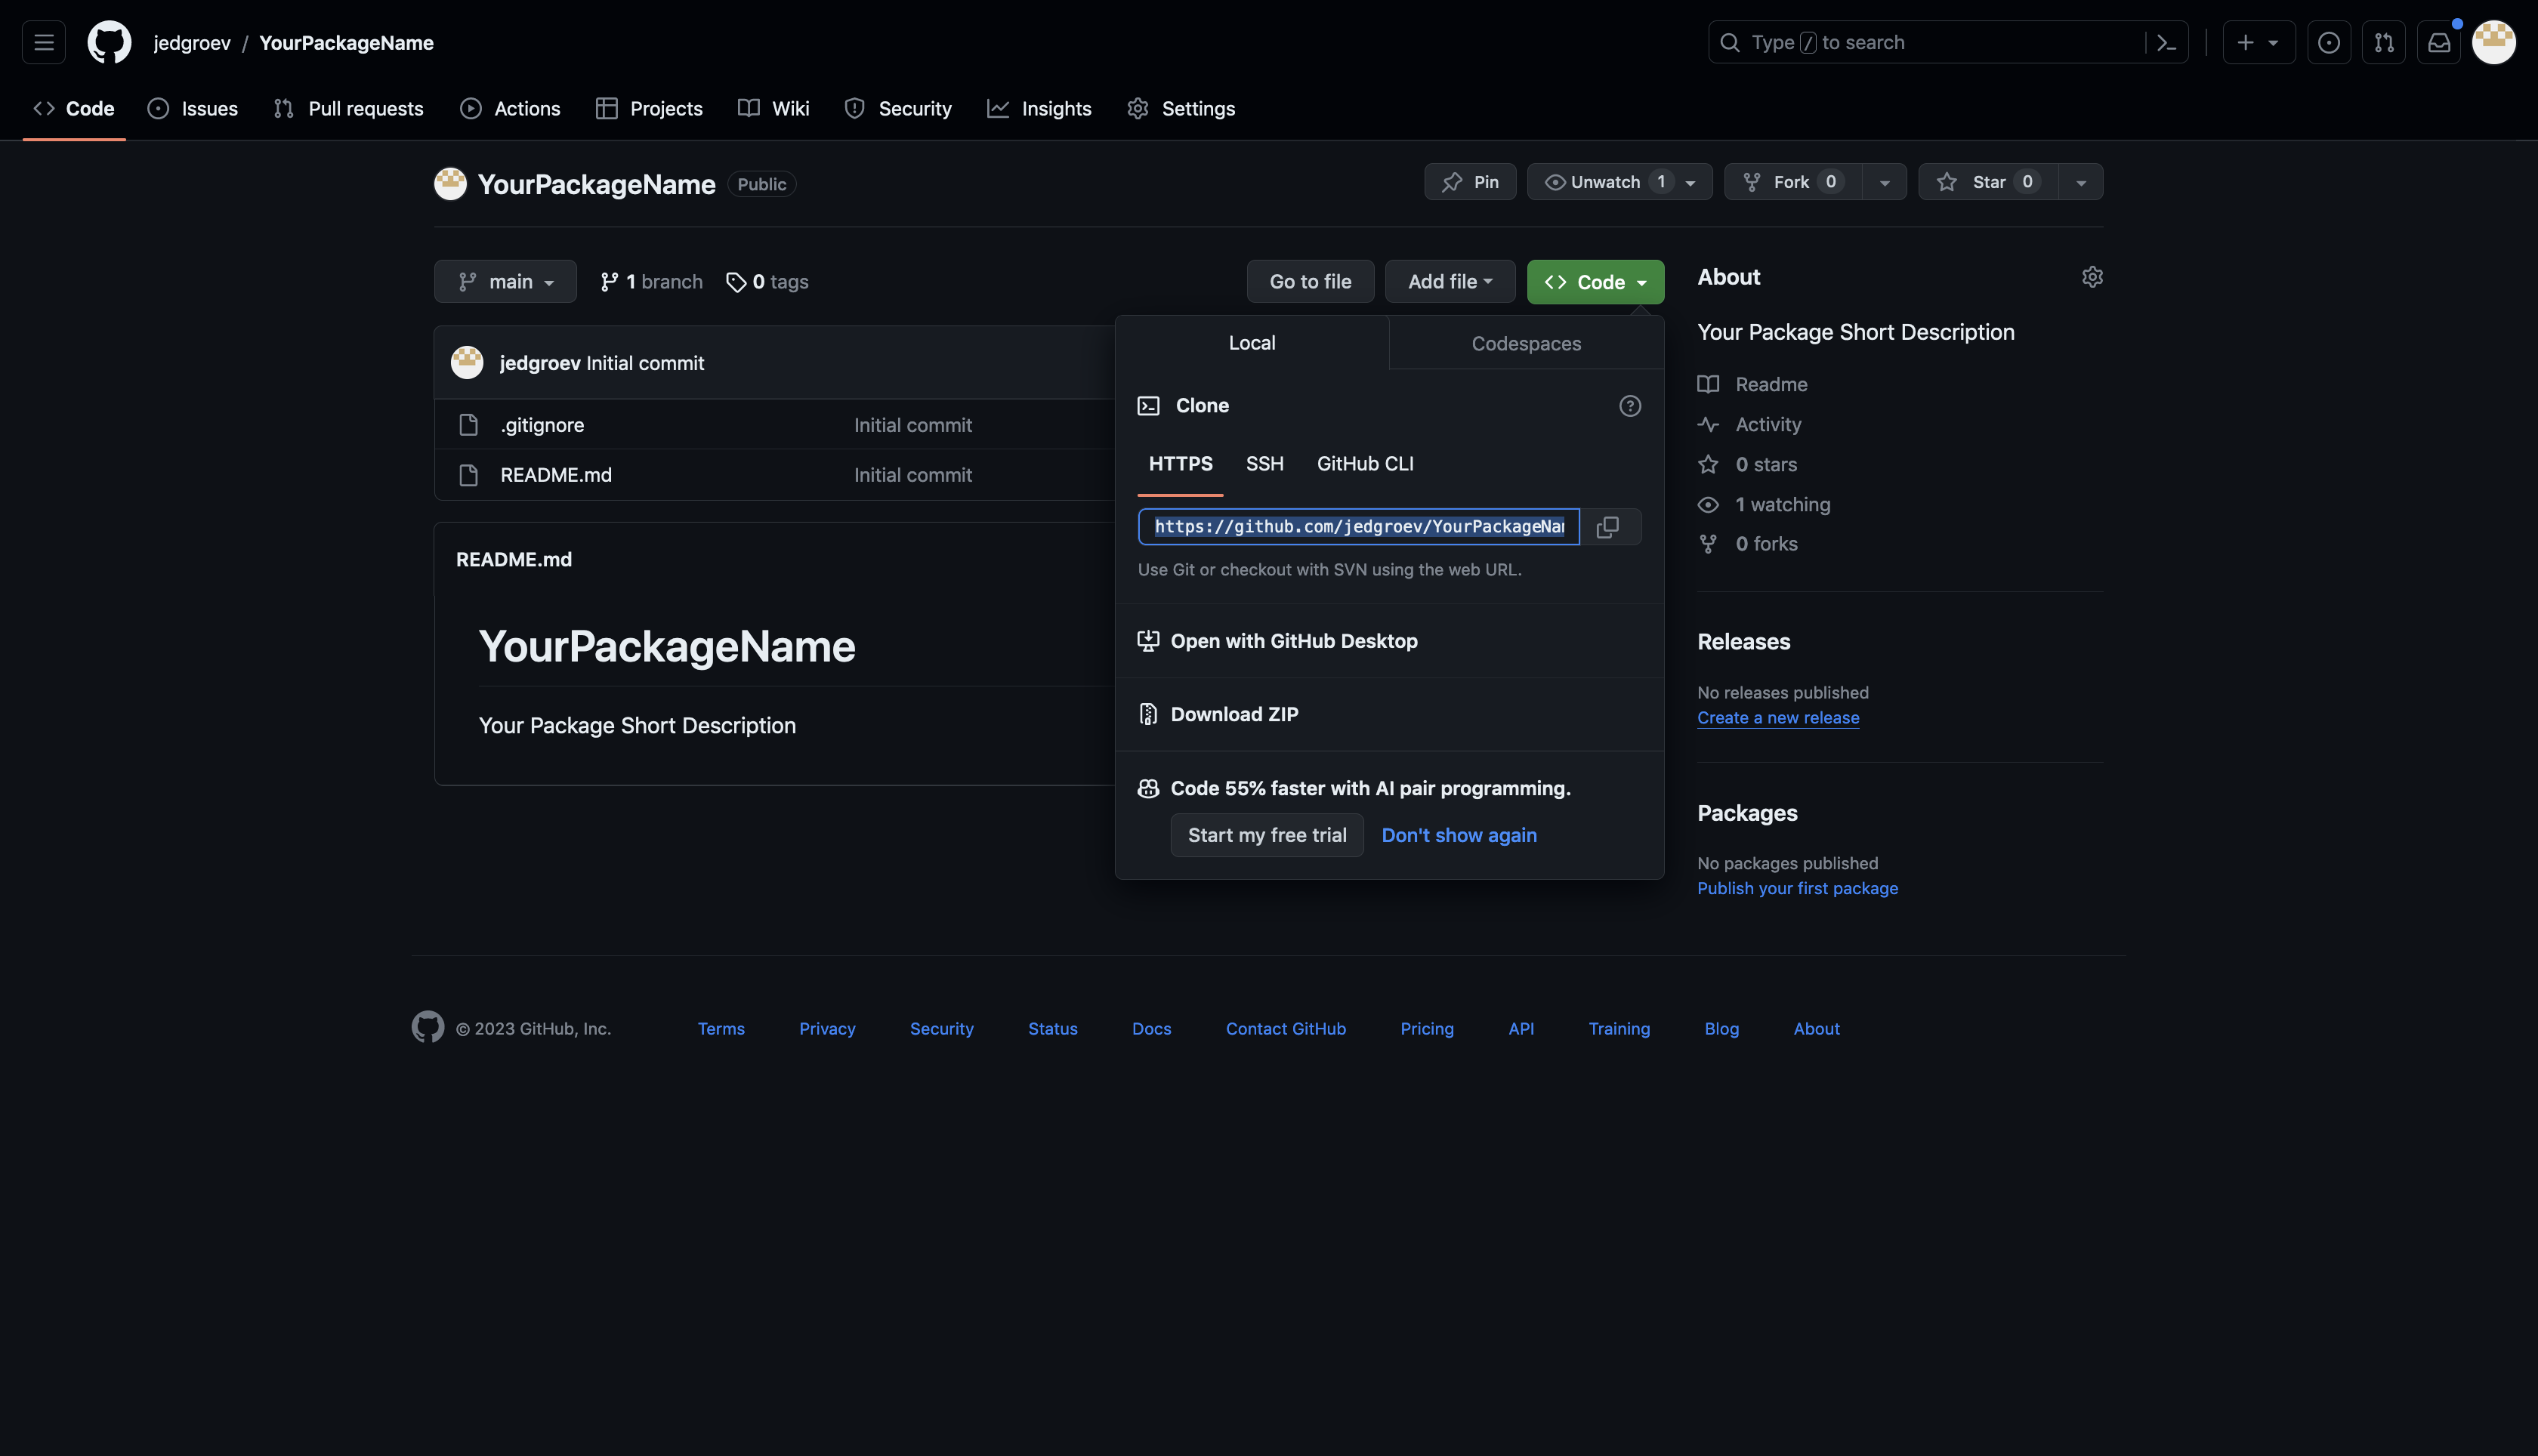 jedgroev / YourPackageName
Type / to search
Code Issues Pull requests Actions Projects Wiki Security Insights Settings
YourPackageName Public
Pin Unwatch 1 Fork 0 Star 0
main 1 branch 0 tags
Go to file Add file Code
jedgroev Initial commit
.gitignore Initial commit
README.md Initial commit
README.md
YourPackageName
Your Package Short Description
Local Codespaces
Clone
HTTPS SSH GitHub CLI
https://github.com/jedgroev/YourPackageNa
Use Git or checkout with SVN using the web URL.
Open with GitHub Desktop
Download ZIP
Code 55% faster with AI pair programming.
Start my free trial Don't show again
About
Your Package Short Description
Readme
Activity
0 stars
1 watching
0 forks
Releases
No releases published
Create a new release
Packages
No packages published
Publish your first package
© 2023 GitHub, Inc. Terms Privacy Security Status Docs Contact GitHub Pricing API Training Blog About